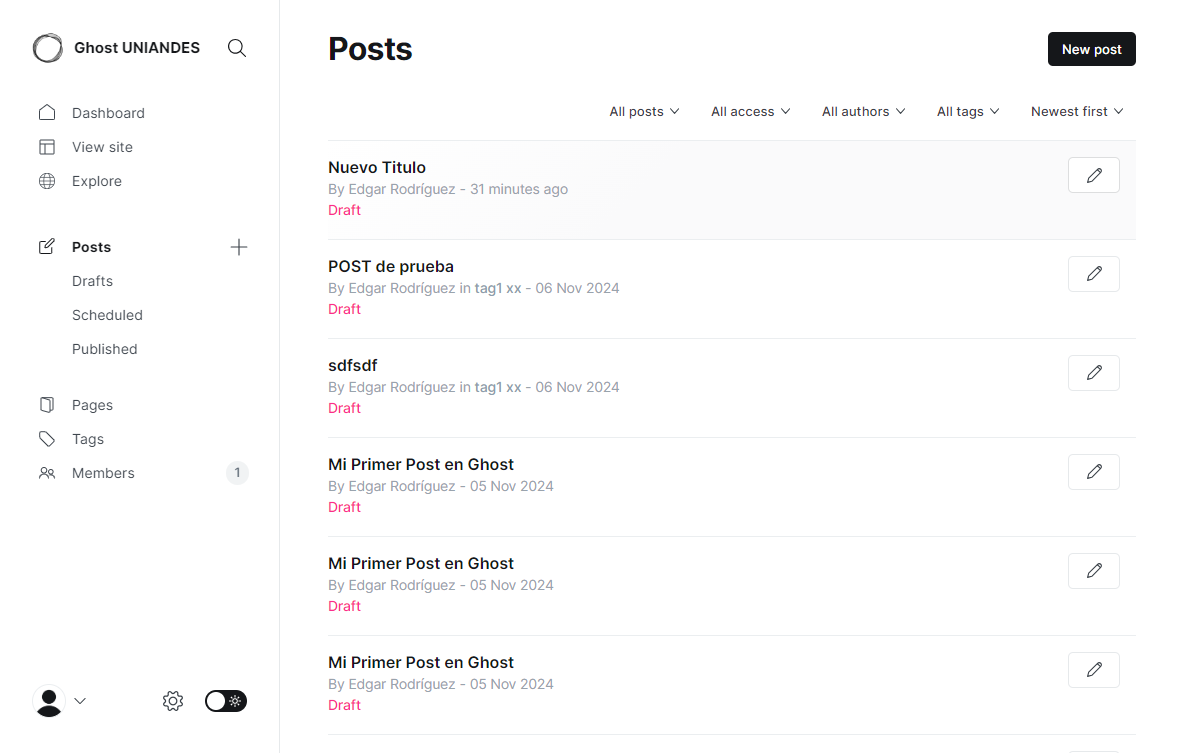 Ghost UNIANDES
Dashboard
View site
Explore
Posts
Drafts
Scheduled
Published
Pages
Tags
Members 1
Posts
New post
All posts All access All authors All tags Newest first
Nuevo Titulo
By Edgar Rodríguez - 31 minutes ago
Draft
POST de prueba
By Edgar Rodríguez in tag1 xx - 06 Nov 2024
Draft
sdfsdf
By Edgar Rodríguez in tag1 xx - 06 Nov 2024
Draft
Mi Primer Post en Ghost
By Edgar Rodríguez - 05 Nov 2024
Draft
Mi Primer Post en Ghost
By Edgar Rodríguez - 05 Nov 2024
Draft
Mi Primer Post en Ghost
By Edgar Rodríguez - 05 Nov 2024
Draft